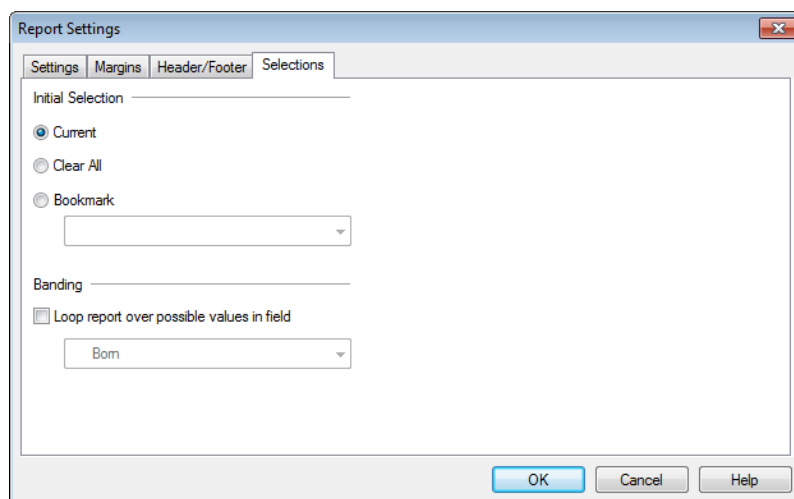 Report Settings
Settings Margins Header/Footer Selections
Initial Selection
Current
Clear All
Bookmark
Banding
Loop report over possible values in field
Born
OK Cancel Help